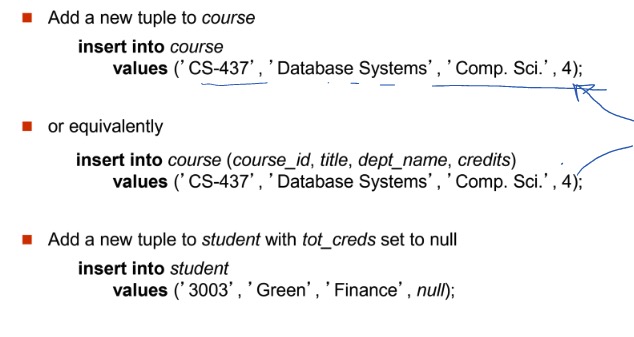 Add a new tuple to course
insert into course
values ('CS-437', 'Database Systems', 'Comp. Sci.', 4);
or equivalently
insert into course (course_id, title, dept_name, credits)
values ('CS-437', 'Database Systems', 'Comp. Sci.', 4);
Add a new tuple to student with tot_creds set to null
insert into student
values ('3003', 'Green', 'Finance', null);